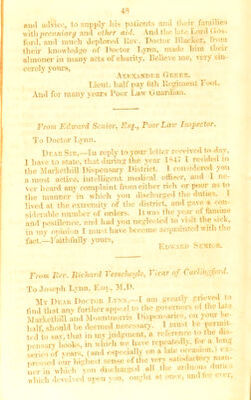 48
and advice, to supply his patients and their families
with pecuniary and other aid. And the late Lord Gos-
ford, and much deplored Rev. Doctor Blacker, from
their knowledge of Doctor Lynn, made him their
almoner in many acts of charity. Believe me, very sin-
cerely yours,
ALEXANDER GREER.
Lieut. half pay 6th Regiment Foot.
And for many years Poor Law Guardian.
From Edward Senior, Esq., Poor Law Inspector.
To Doctor Lynn.
DEAR SIR,—In reply to your letter received to-day,
I have to state, that during the year 1847 I resided in
the Markethill Dispensary District. I considered you
a most active, intelligent medical officer, and I ne-
ver heard any complaint from either rich or poor as to
the manner in which you discharged the duties. I
lived at the extremity of the district, and gave a con-
siderable number of orders. It was the year of famine
and pestilence, and had you neglected to visit the sick,
in my opinion I must have become acquainted with the
fact.—Faithfully yours,
EDWARD SENIOR.
From Rev. Richard Verschoyle, Vicar of Carlingford.
To Joseph Lynn, Esq., M.D.
MY DEAR DOCTOR LYNN,—I am greatly grieved to
find that any further appeal to the governors of the late
Markethill and Mountnorris Dispensaries, on your be-
half, should be deemed necessary. I must be permit-
ted to say, that in my judgment, a reference to the dis-
pensary books, in which we have repeatedly, for a long
series of years, (and especially on a late occasion,) ex-
pressed our highest sense of the very satisfactory man-
ner in which you discharged all the arduous duties
which devolved upon you, ought at once, and for ever,